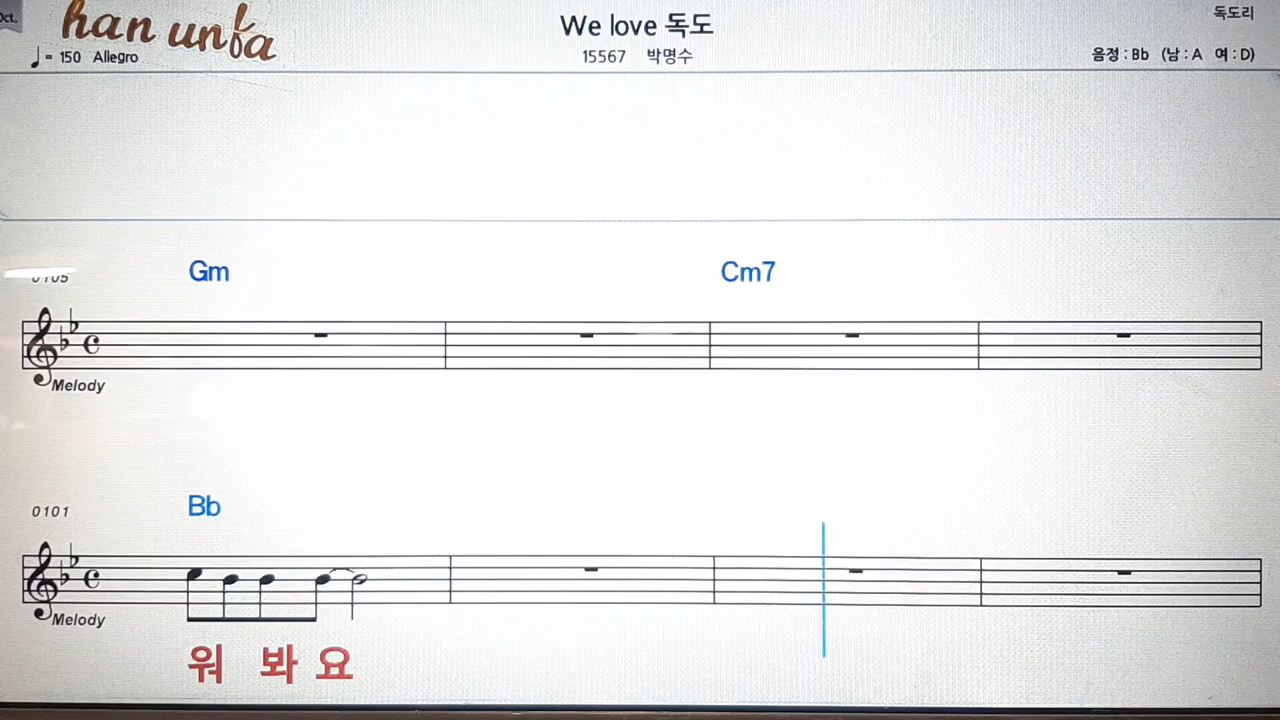 Oct.
han unfa
We love 독도
독도리
♩= 150 Allegro
15567 박명수
음정 : Bb (남 : A 여 : D)
0105
Gm Cm7
Melody
0101
Bb
Melody
워 봐 요